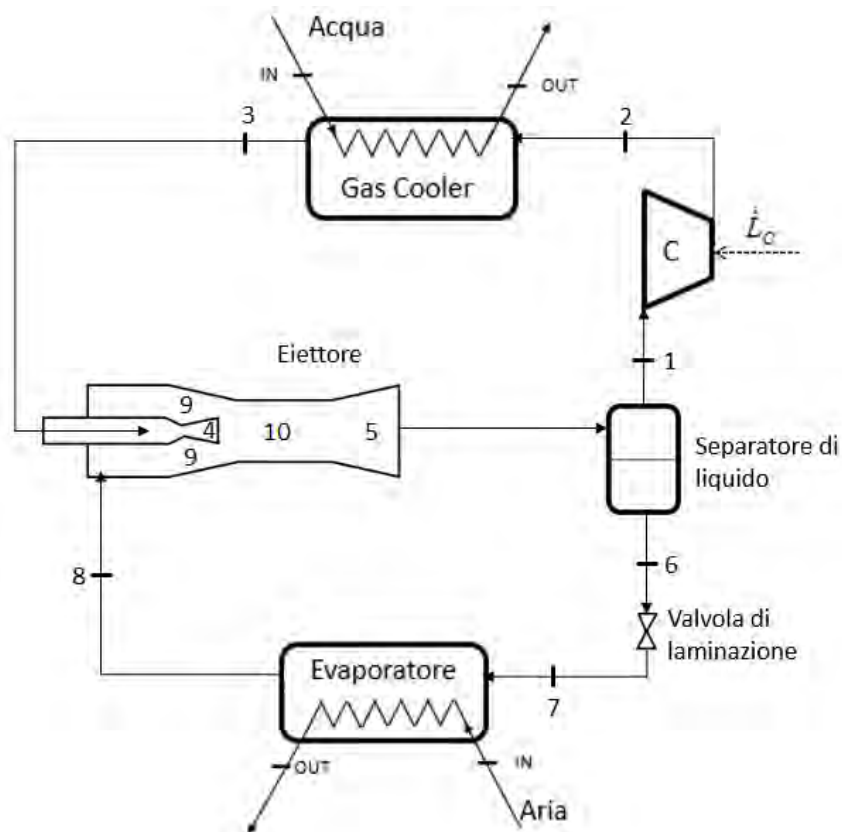 Acqua
IN
OUT
3
2
Gas Cooler
C
L̇_C
1
Eiettore
9
4
10
5
9
Separatore di
liquido
6
8
Valvola di
laminazione
Evaporatore
7
OUT
IN
Aria